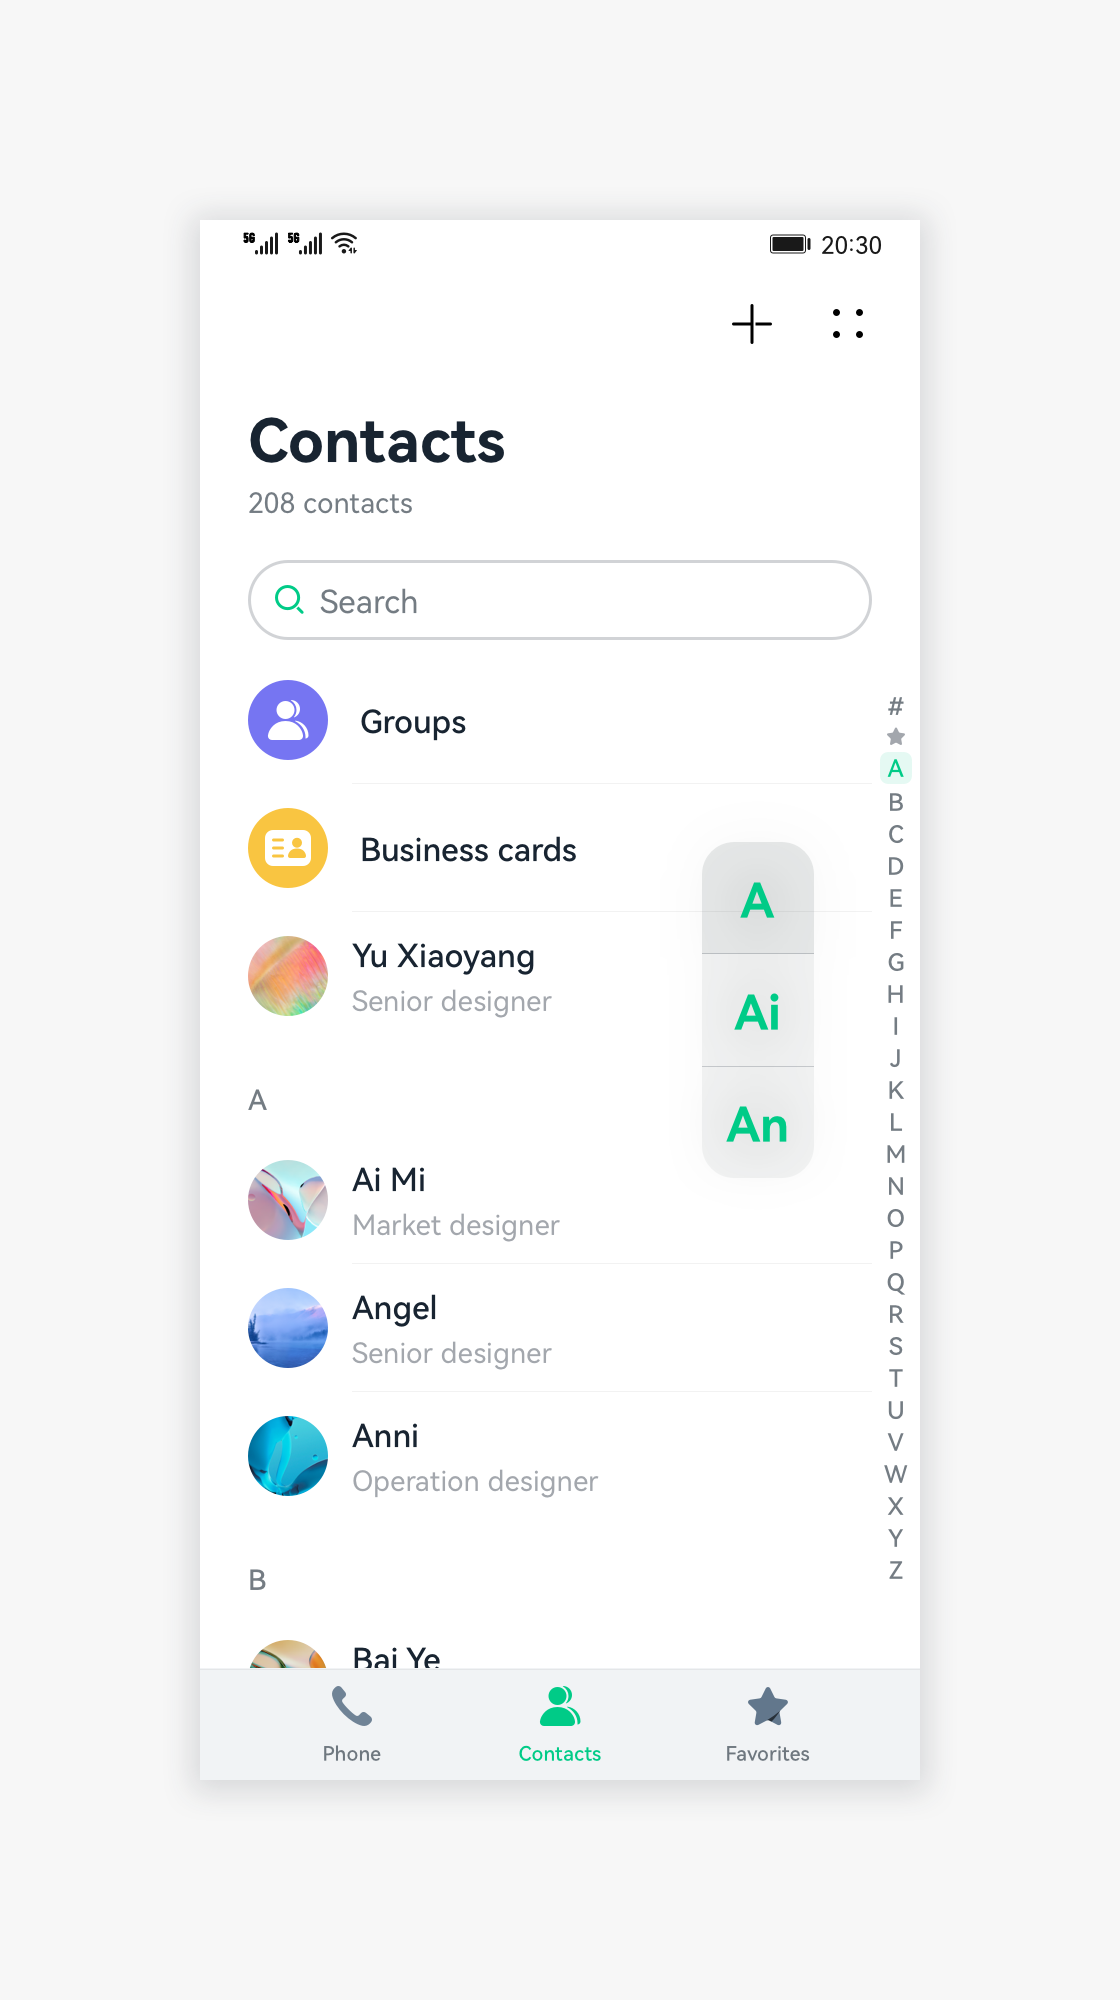 5G 5G 20:30
Contacts
208 contacts
Search
Groups
Business cards
Yu Xiaoyang
Senior designer
A
Ai Mi
Market designer
Angel
Senior designer
Anni
Operation designer
B
Bai Ye
A
Ai
An
#
A
B
C
D
E
F
G
H
I
J
K
L
M
N
O
P
Q
R
S
T
U
V
W
X
Y
Z
Phone Contacts Favorites